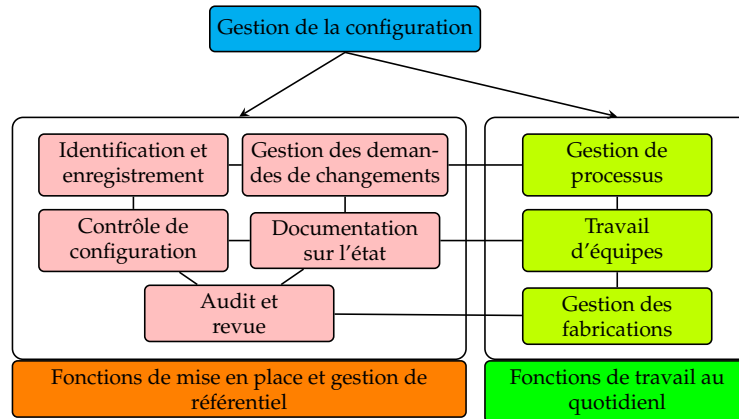 Gestion de la configuration
Identification et
enregistrement
Gestion des deman-
des de changements
Gestion de
processus
Contrôle de
configuration
Documentation
sur l'état
Travail
d'équipes
Audit et
revue
Gestion des
fabrications
Fonctions de mise en place et gestion de
référentiel
Fonctions de travail au
quotidienl